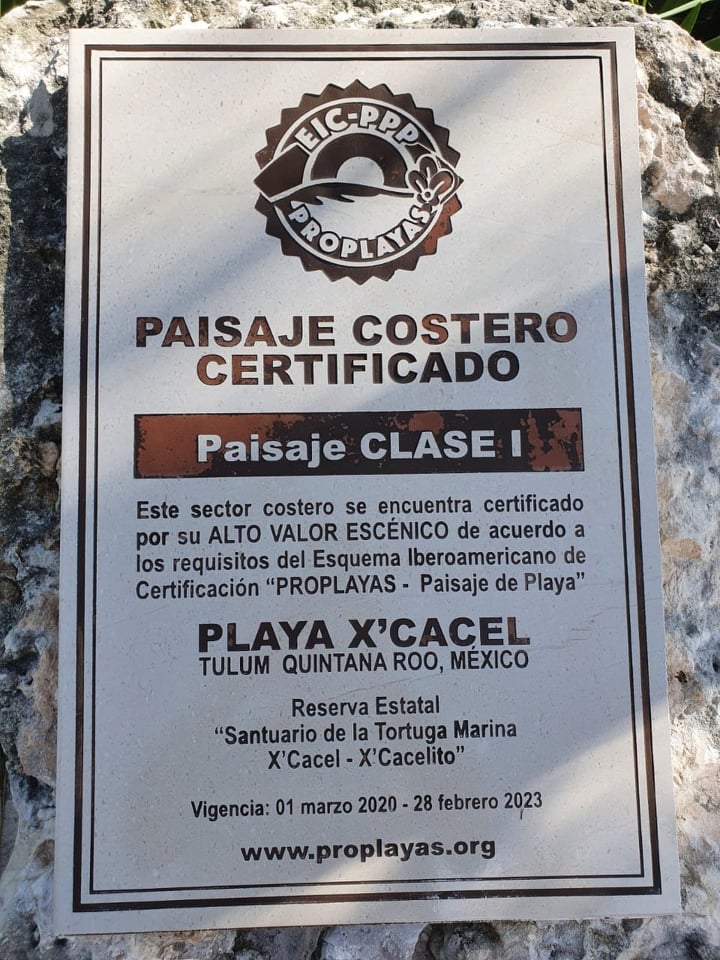 EIC-PPP
PROPLAYAS
PAISAJE COSTERO
CERTIFICADO
Paisaje CLASE I
Este sector costero se encuentra certificado
por su ALTO VALOR ESCÉNICO de acuerdo a
los requisitos del Esquema Iberoamericano de
Certificación “PROPLAYAS - Paisaje de Playa”
PLAYA X’CACEL
TULUM QUINTANA ROO, MÉXICO
Reserva Estatal
“Santuario de la Tortuga Marina
X’Cacel - X’Cacelito”
Vigencia: 01 marzo 2020 - 28 febrero 2023
www.proplayas.org